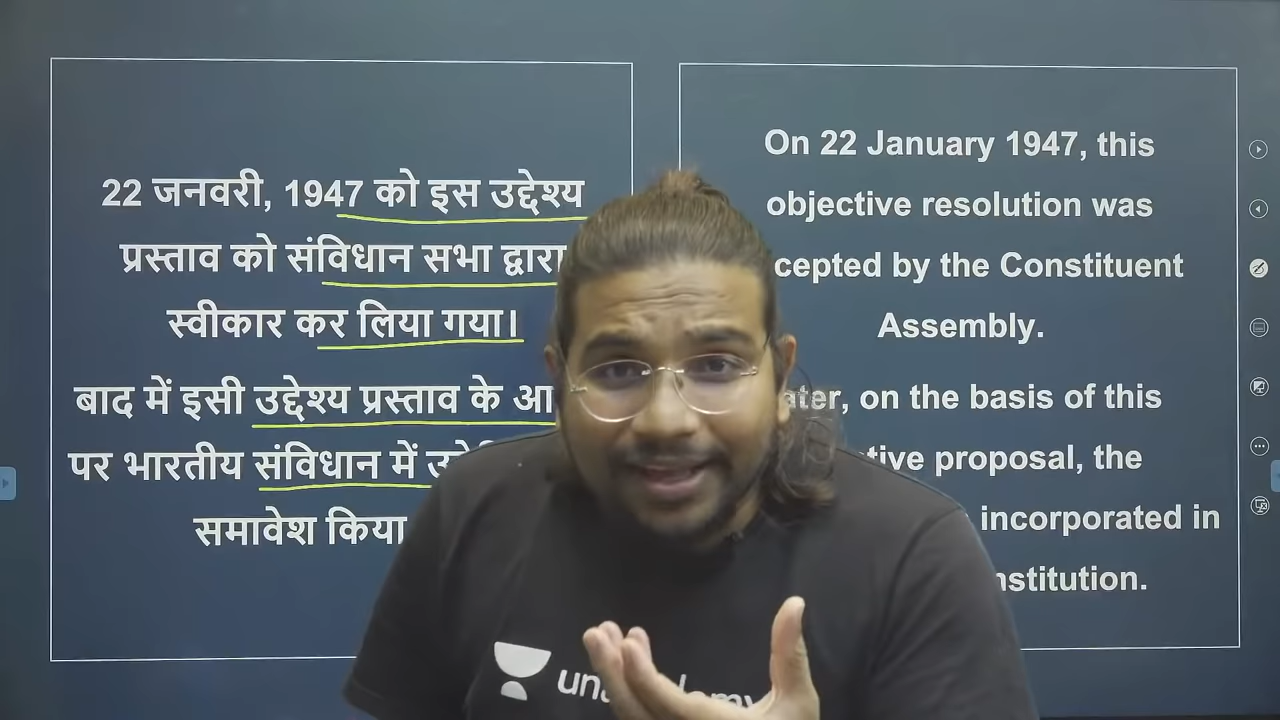 22 जनवरी, 1947 को इस उद्देश्य
प्रस्ताव को संविधान सभा द्वारा
स्वीकार कर लिया गया।
बाद में इसी उद्देश्य प्रस्ताव के
पर भारतीय संविधान में
समावेश किया
On 22 January 1947, this
objective resolution was
cepted by the Constituent
Assembly.
ater, on the basis of this
tive proposal, the
incorporated in
nstitution.